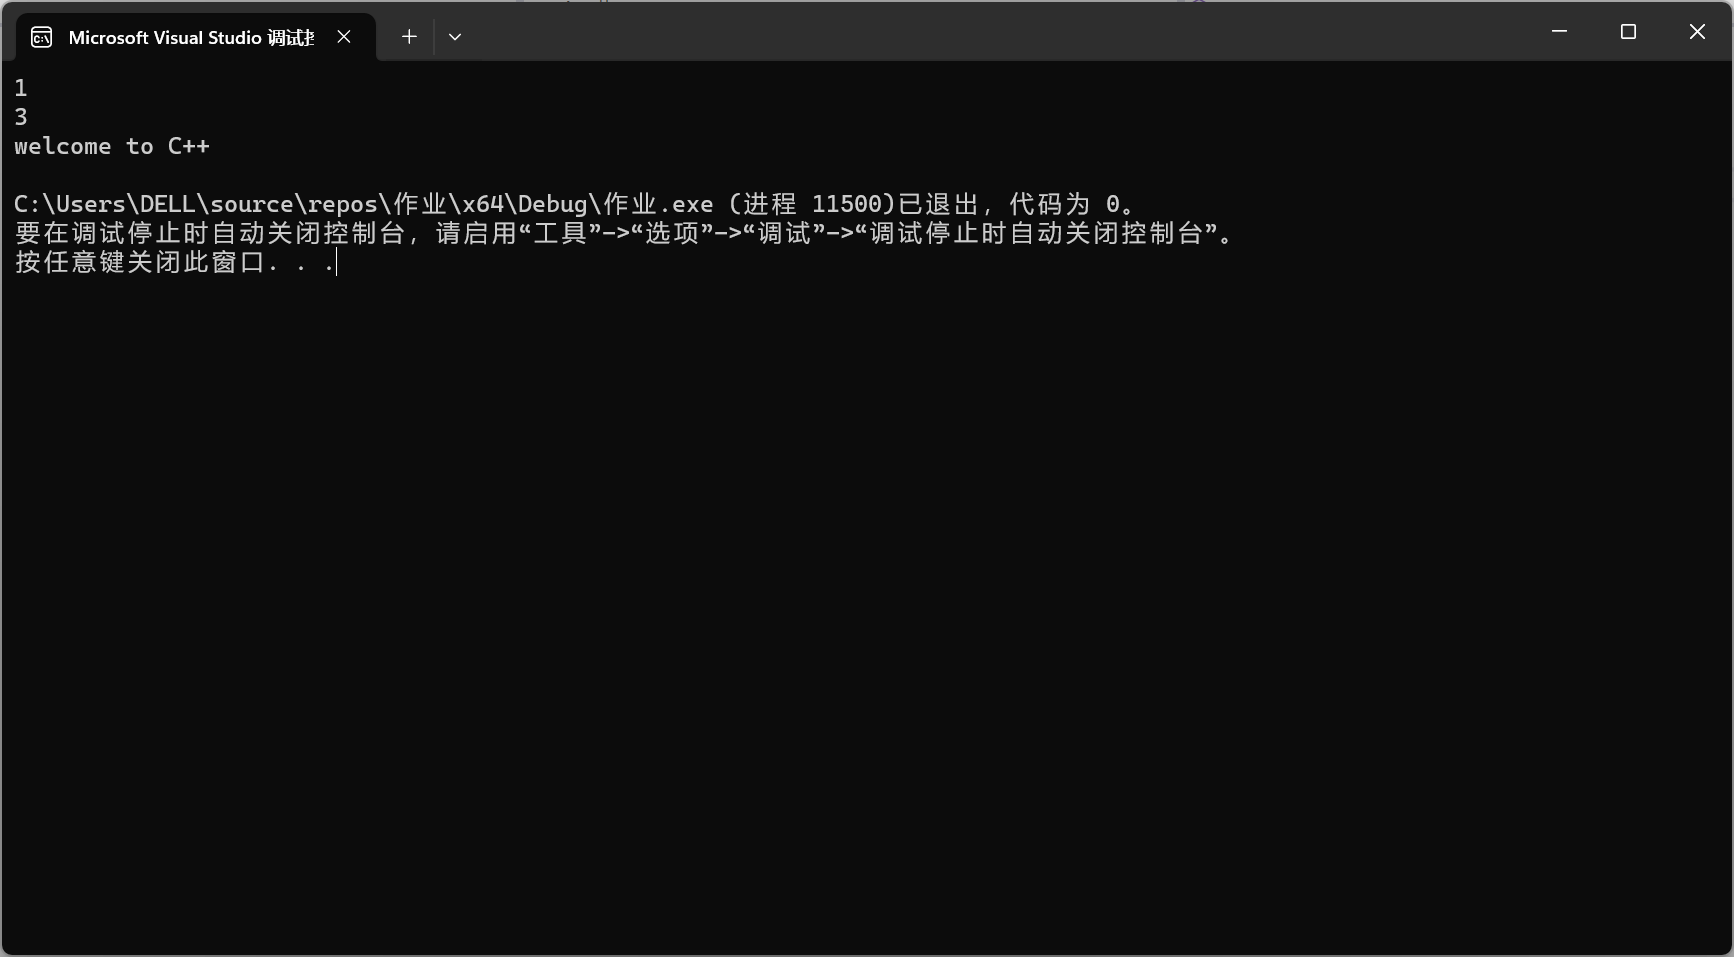 Microsoft Visual Studio 调试
1
3
welcome to C++
C:\Users\DELL\source\repos\作业\x64\Debug\作业.exe (进程 11500)已退出，代码为 0。
要在调试停止时自动关闭控制台，请启用“工具”->“选项”->“调试”->“调试停止时自动关闭控制台”。
按任意键关闭此窗口. . .